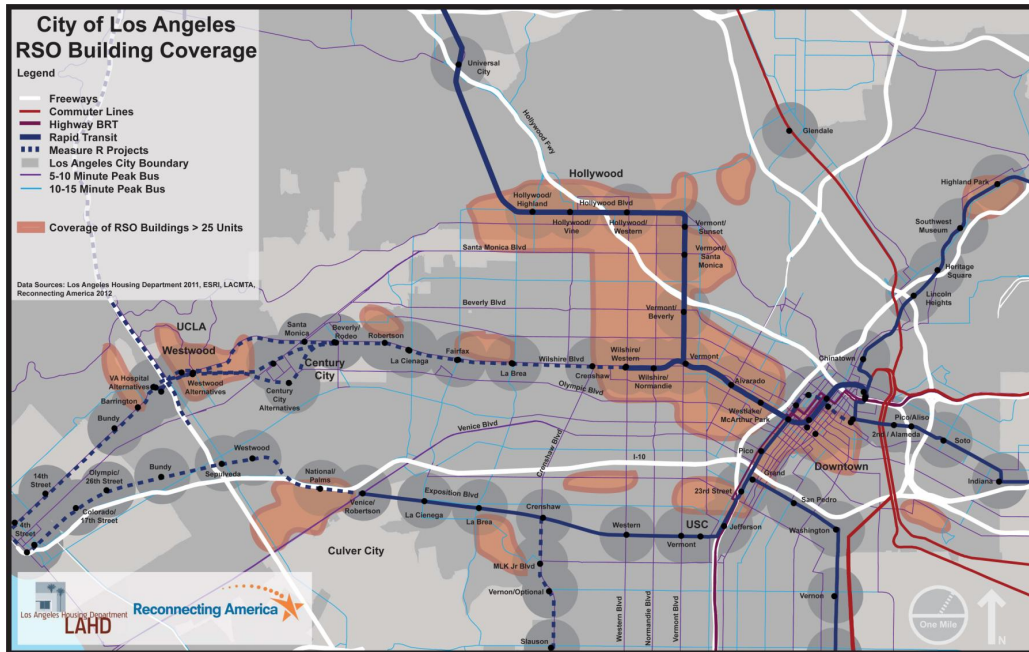 City of Los Angeles
RSO Building Coverage
Legend
Freeways
Commuter Lines
Highway BRT
Rapid Transit
Measure R Projects
Los Angeles City Boundary
5-10 Minute Peak Bus
10-15 Minute Peak Bus
Coverage of RSO Buildings > 25 Units
Data Sources: Los Angeles Housing Department 2011, ESRI, LACMTA,
Reconnecting America 2012
Universal
City
Hollywood
Fwy
Glendale
Hollywood
Highland Park
Hollywood/
Highland
Hollywood Blvd
Hollywood/
Vine
Hollywood/
Western
Vermont/
Sunset
Southwest
Museum
Santa Monica Blvd
Vermont/
Santa
Monica
Heritage
Square
Lincoln
Heights
Beverly Blvd
Vermont/
Beverly
UCLA
Westwood
Santa
Monica
Beverly/
Rodeo
Robertson
La Cienega
Fairfax
La Brea
Wilshire Blvd
Crenshaw
Wilshire/
Western
Wilshire/
Normandie
Vermont
Chinatown
Century
City
VA Hospital
Alternatives
Westwood
Alternatives
Century
City
Alternatives
Olympic Blvd
Alvarado
Barrington
Westlake/
McArthur Park
Bundy
Venice Blvd
Crenshaw Blvd
Pico/Aliso
2nd / Alameda
Soto
Pico
Downtown
I-10
14th
Street
Olympic/
26th Street
Bundy
Sepulveda
Westwood
National/
Palms
Venice/
Robertson
Exposition Blvd
Grand
23rd Street
Indiana
San Pedro
4th
Street
Colorado/
17th Street
La Cienega
La Brea
Crenshaw
Western
Vermont
USC
Jefferson
Washington
Culver City
MLK Jr Blvd
Vernon/Optional
Slauson
Western Blvd
Normandie Blvd
Vermont Blvd
Vernon
Los Angeles Housing Department
LAHD
Reconnecting America
One Mile
N